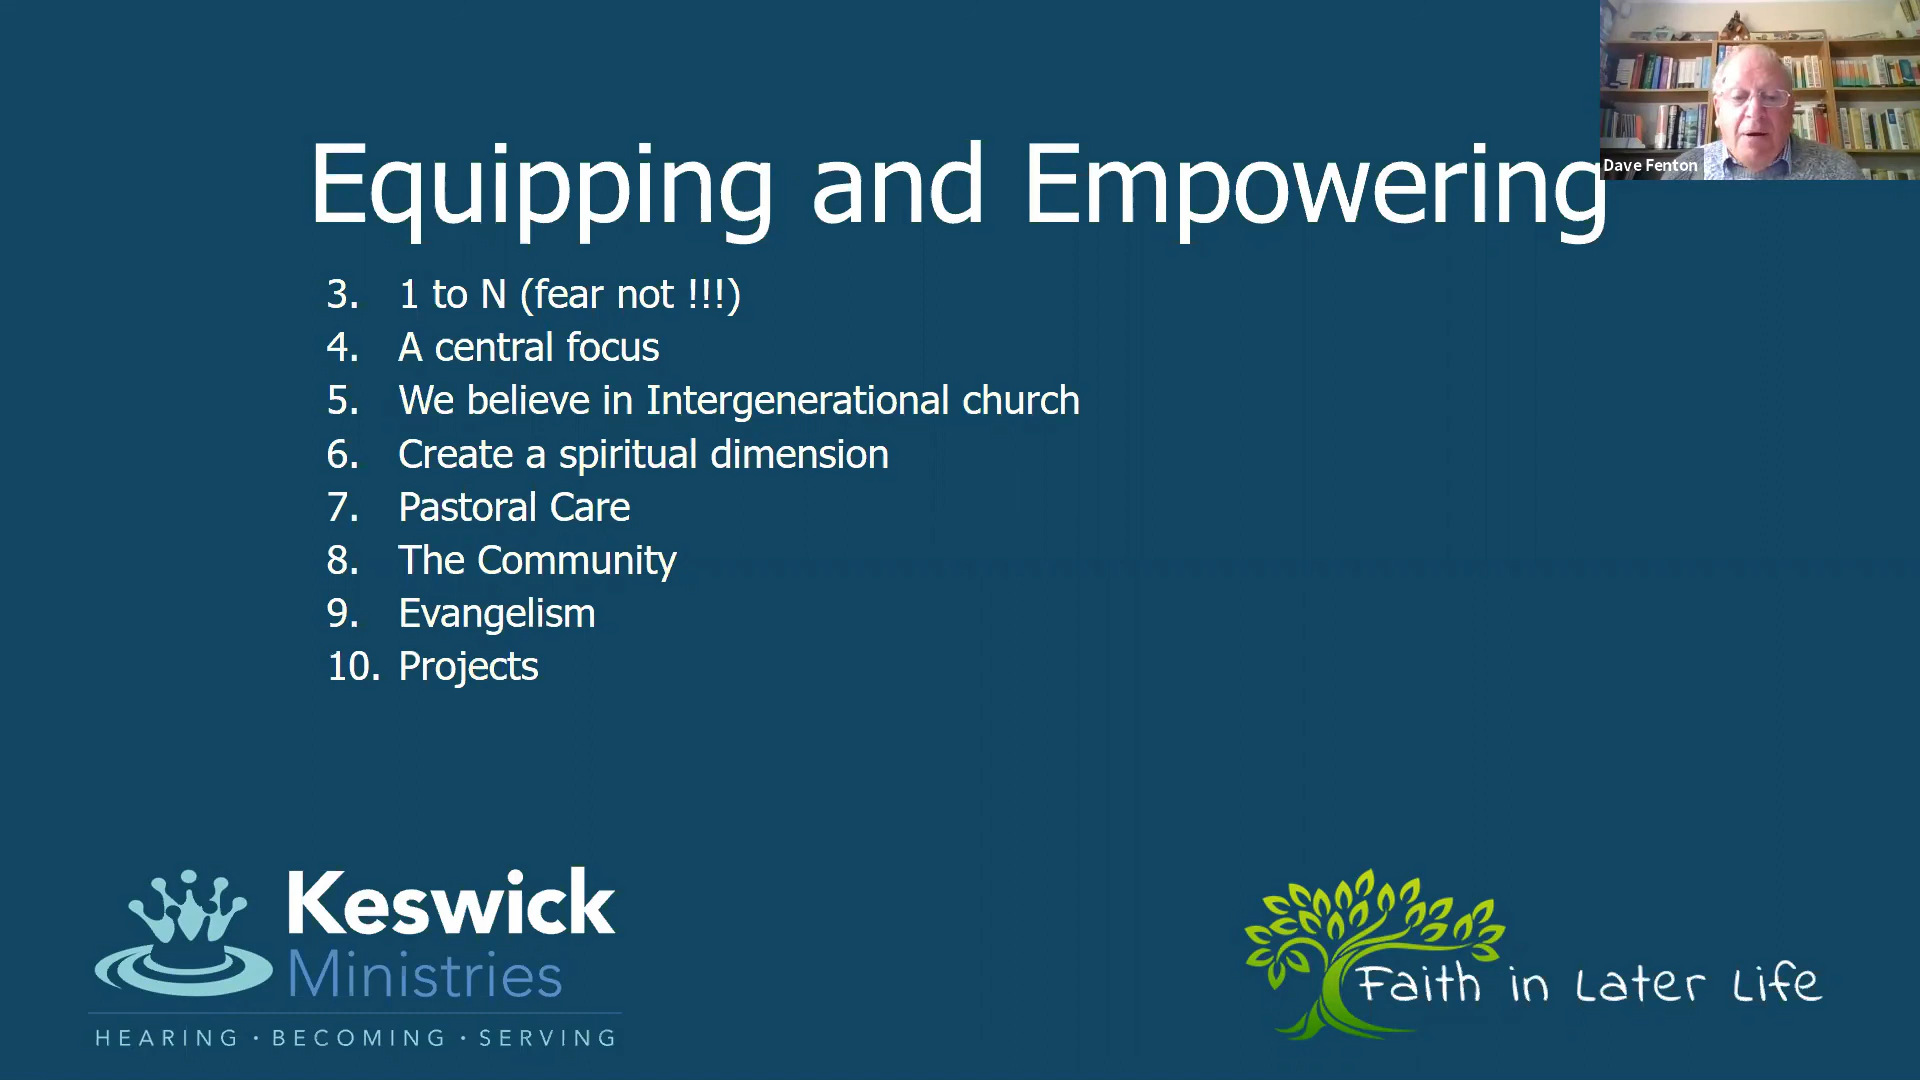 Equipping and Empowering
Dave Fenton
3. 1 to N (fear not !!!)
4. A central focus
5. We believe in Intergenerational church
6. Create a spiritual dimension
7. Pastoral Care
8. The Community
9. Evangelism
10. Projects
Keswick
Ministries
HEARING · BECOMING · SERVING
Faith in Later Life